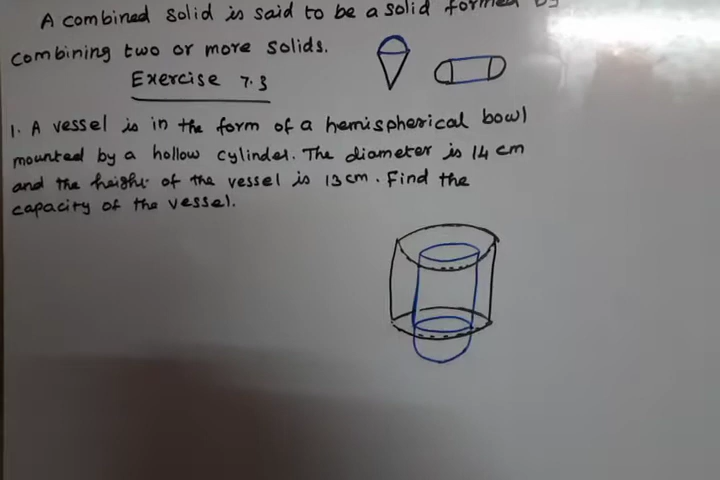 A combined solid is said to be a solid formed by
combining two or more solids.
Exercise 7.3
1. A vessel is in the form of a hemispherical bowl
mounted by a hollow cylinder. The diameter is 14 cm
and the height of the vessel is 13 cm. Find the
capacity of the vessel.